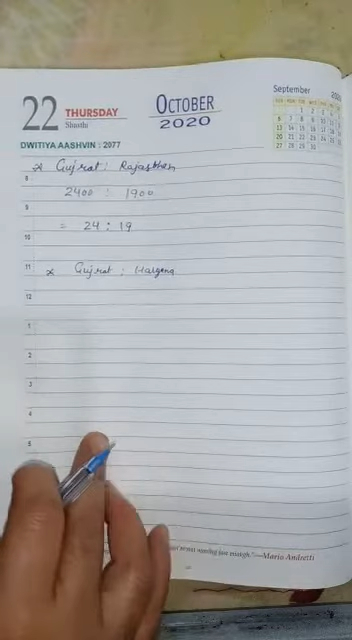 22 THURSDAY
Shasthi
OCTOBER
2020
September
DWITIYA AASHVIN : 2077
× Gujrat : Rajasthan
8
2400 : 1900
9
= 24 : 19
10
11 × Gujrat : Haryana
12
1
2
3
4
5
enough." —Mario Andretti